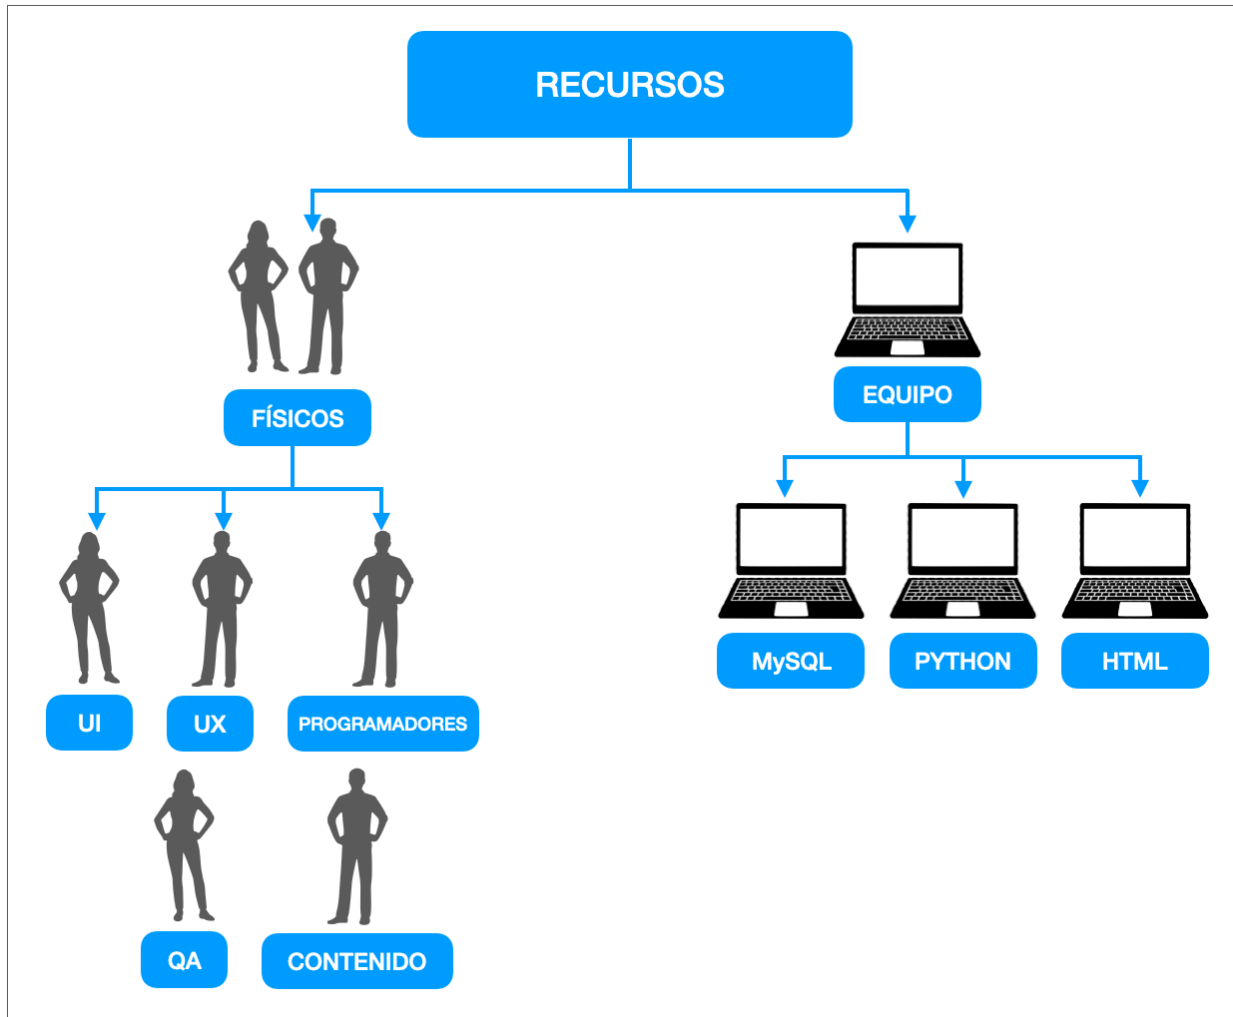 RECURSOS
FÍSICOS
EQUIPO
UI
UX
PROGRAMADORES
QA
CONTENIDO
MySQL
PYTHON
HTML